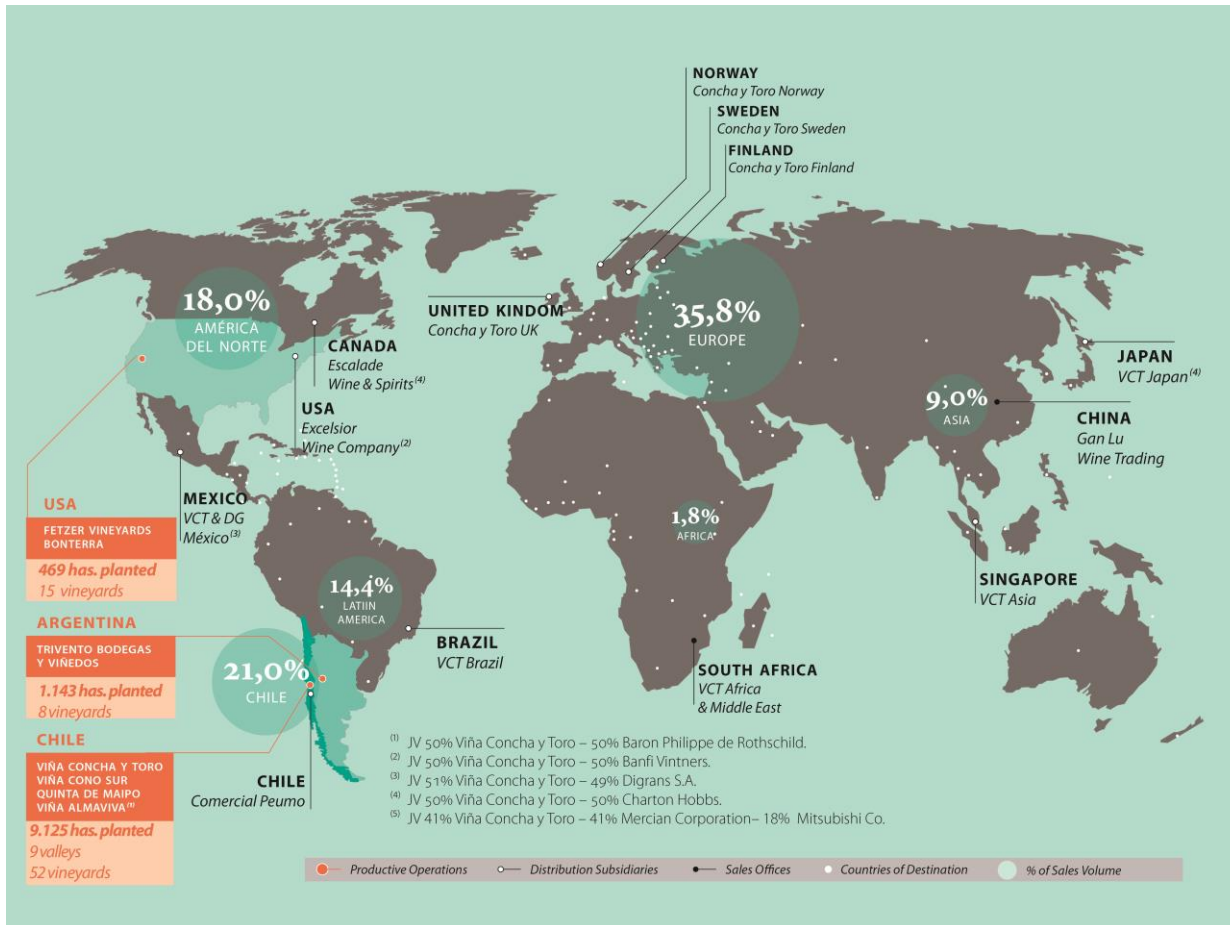 NORWAY
Concha y Toro Norway
SWEDEN
Concha y Toro Sweden
FINLAND
Concha y Toro Finland
18,0%
AMÉRICA
DEL NORTE
CANADA
Escalade
Wine & Spirits(4)
USA
Excelsior
Wine Company(2)
UNITED KINDOM
Concha y Toro UK
35,8%
EUROPE
JAPAN
VCT Japan(4)
9,0%
ASIA
CHINA
Gan Lu
Wine Trading
MEXICO
VCT & DG
México(3)
1,8%
AFRICA
14,4%
LATIIN
AMERICA
BRAZIL
VCT Brazil
SINGAPORE
VCT Asia
SOUTH AFRICA
VCT Africa
& Middle East
21,0%
CHILE
CHILE
Comercial Peumo
USA
FETZER VINEYARDS
BONTERRA
469 has. planted
15 vineyards
ARGENTINA
TRIVENTO BODEGAS
Y VIÑEDOS
1.143 has. planted
8 vineyards
CHILE
VIÑA CONCHA Y TORO
VIÑA CONO SUR
QUINTA DE MAIPO
VIÑA ALMAVIVA(1)
9.125 has. planted
9 valleys
52 vineyards
(1) JV 50% Viña Concha y Toro – 50% Baron Philippe de Rothschild.
(2) JV 50% Viña Concha y Toro – 50% Banfi Vintners.
(3) JV 51% Viña Concha y Toro – 49% Digrans S.A.
(4) JV 50% Viña Concha y Toro – 50% Charton Hobbs.
(5) JV 41% Viña Concha y Toro – 41% Mercian Corporation– 18% Mitsubishi Co.
Productive Operations
Distribution Subsidiaries
Sales Offices
Countries of Destination
% of Sales Volume